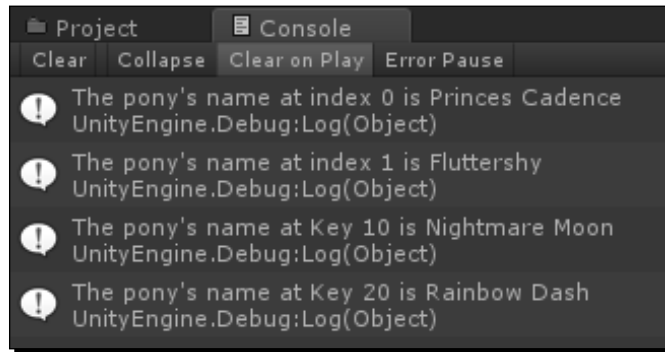 Project Console
Clear Collapse Clear on Play Error Pause
The pony's name at index 0 is Princes Cadence
UnityEngine.Debug:Log(Object)
The pony's name at index 1 is Fluttershy
UnityEngine.Debug:Log(Object)
The pony's name at Key 10 is Nightmare Moon
UnityEngine.Debug:Log(Object)
The pony's name at Key 20 is Rainbow Dash
UnityEngine.Debug:Log(Object)